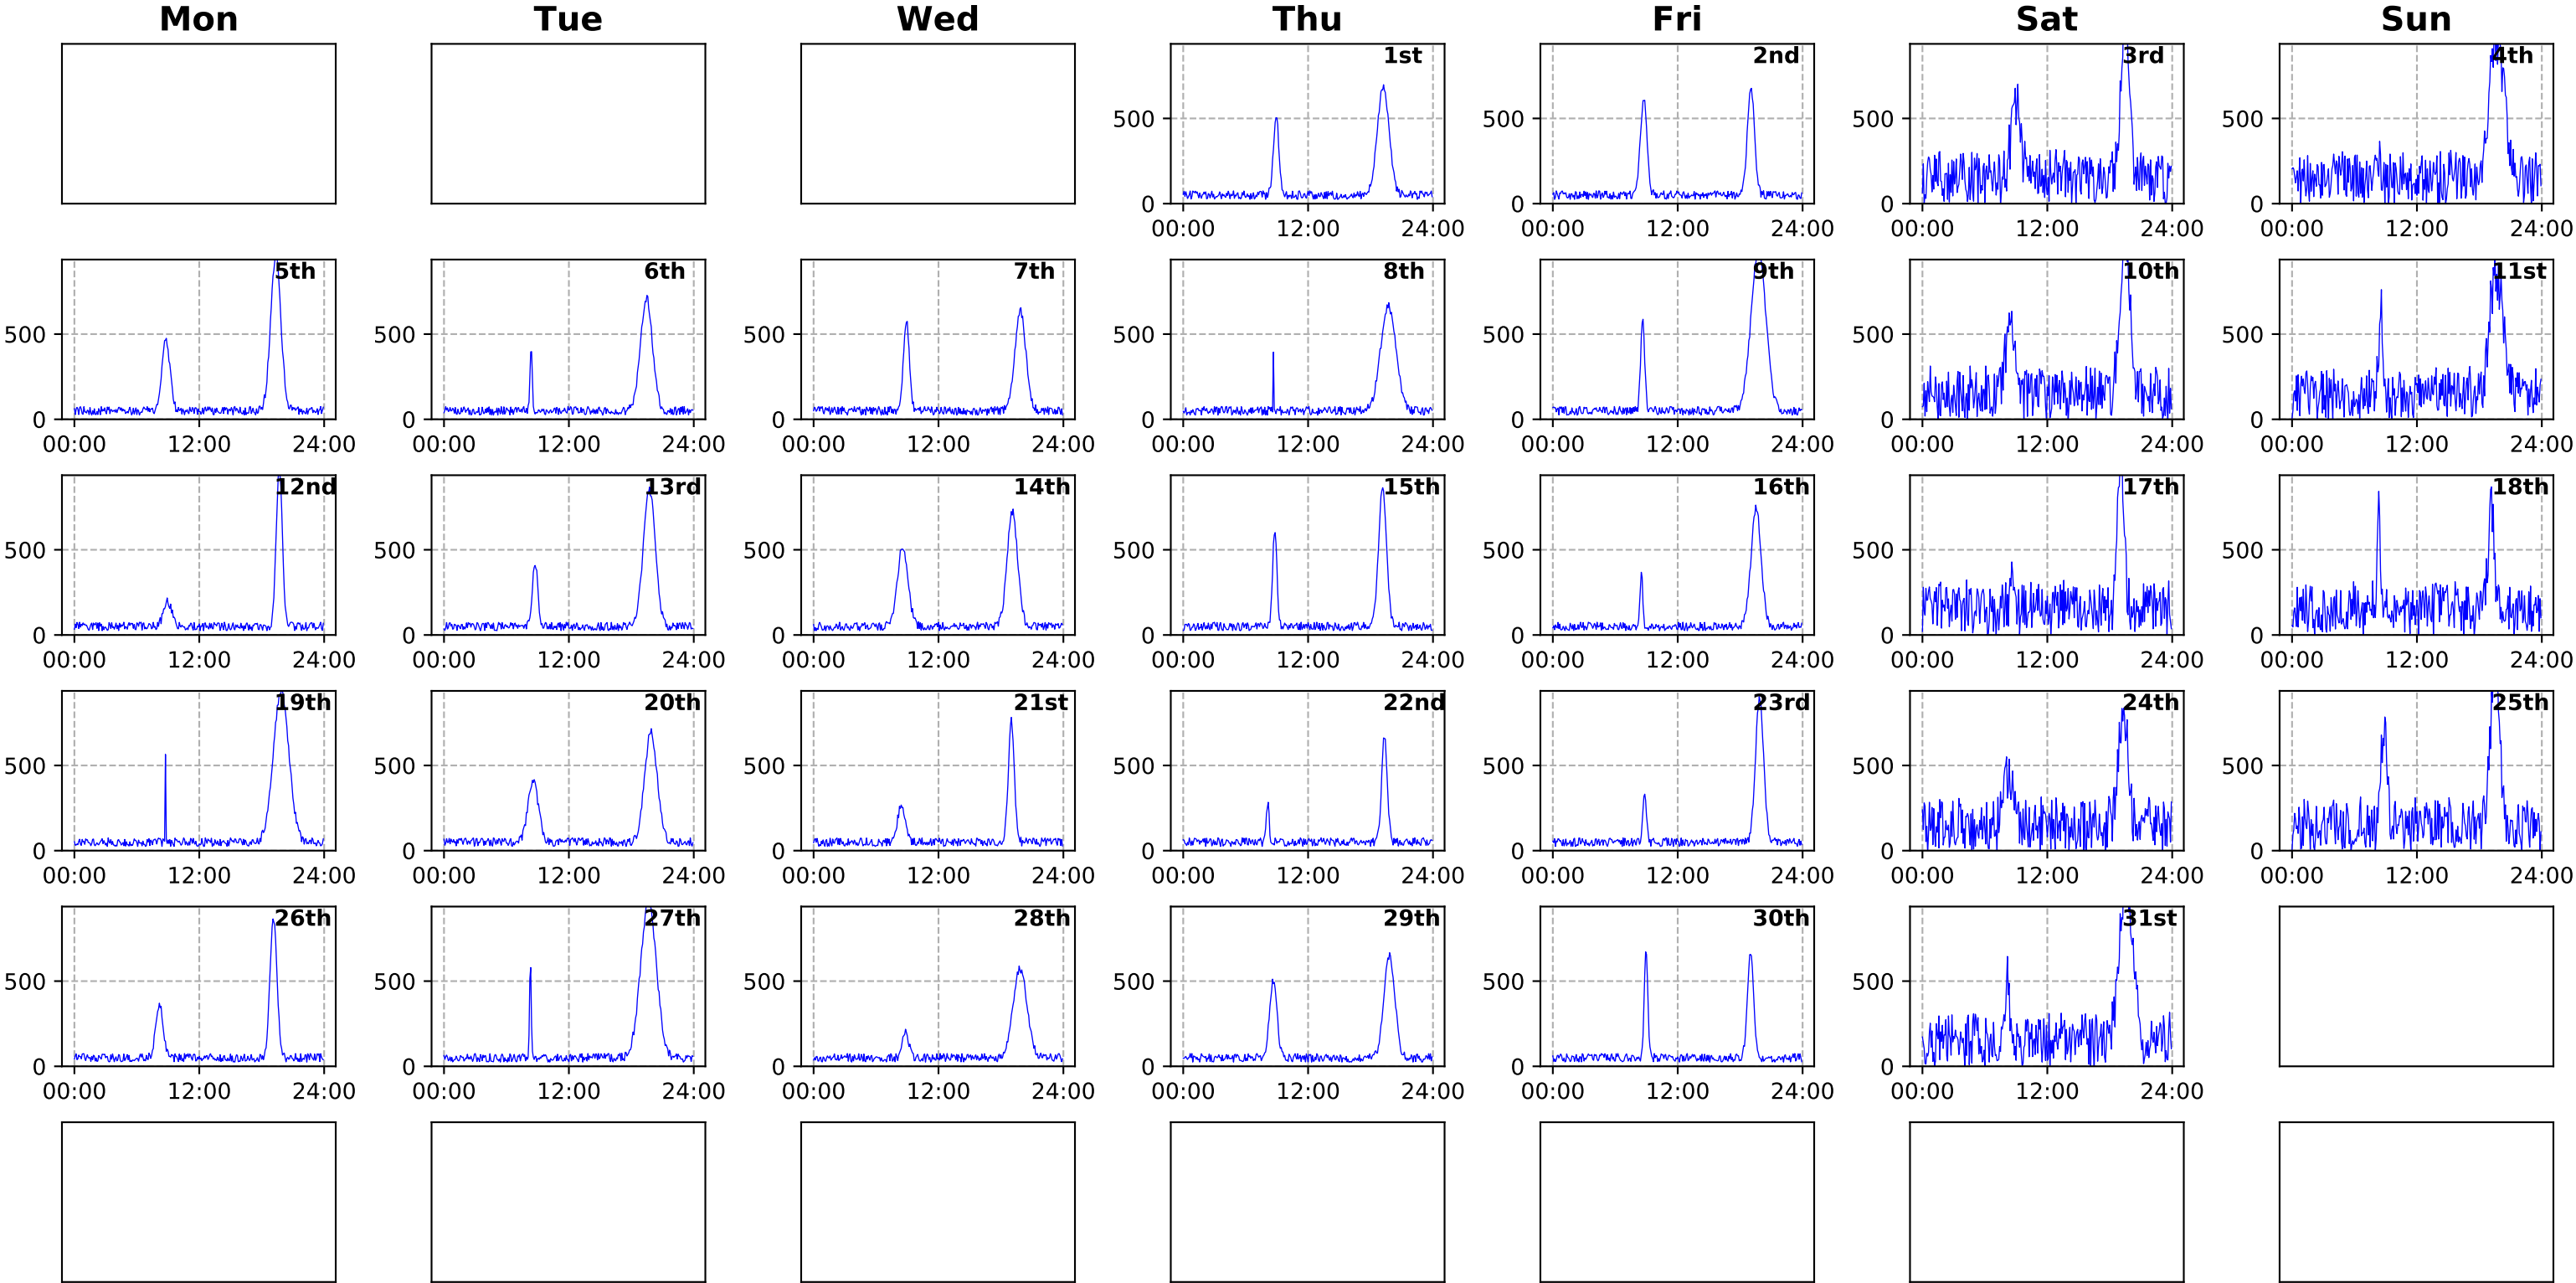 Mon Tue Wed Thu Fri Sat Sun
1st 2nd 3rd 4th
500 500 500 500
0 0 0 0
00:00 12:00 24:00 00:00 12:00 24:00 00:00 12:00 24:00 00:00 12:00 24:00
5th 6th 7th 8th 9th 10th 11st
500 500 500 500 500 500 500
0 0 0 0 0 0 0
00:00 12:00 24:00 00:00 12:00 24:00 00:00 12:00 24:00 00:00 12:00 24:00 00:00 12:00 24:00 00:00 12:00 24:00 00:00 12:00 24:00
12nd 13rd 14th 15th 16th 17th 18th
500 500 500 500 500 500 500
0 0 0 0 0 0 0
00:00 12:00 24:00 00:00 12:00 24:00 00:00 12:00 24:00 00:00 12:00 24:00 00:00 12:00 24:00 00:00 12:00 24:00 00:00 12:00 24:00
19th 20th 21st 22nd 23rd 24th 25th
500 500 500 500 500 500 500
0 0 0 0 0 0 0
00:00 12:00 24:00 00:00 12:00 24:00 00:00 12:00 24:00 00:00 12:00 24:00 00:00 12:00 24:00 00:00 12:00 24:00 00:00 12:00 24:00
26th 27th 28th 29th 30th 31st
500 500 500 500 500 500
0 0 0 0 0 0
00:00 12:00 24:00 00:00 12:00 24:00 00:00 12:00 24:00 00:00 12:00 24:00 00:00 12:00 24:00 00:00 12:00 24:00